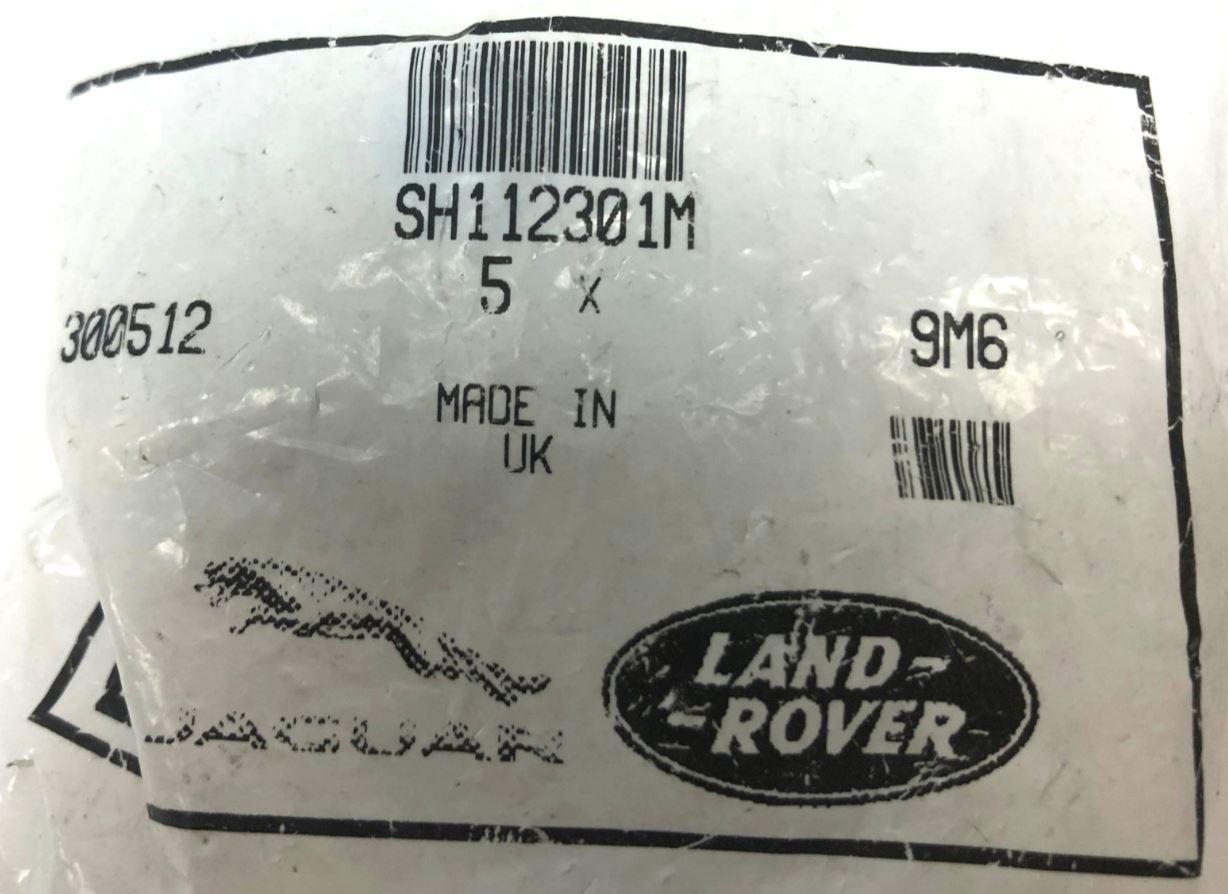 SH112301M
5 X
300512
9M6
MADE IN
UK
JAGUAR
LAND-
-ROVER